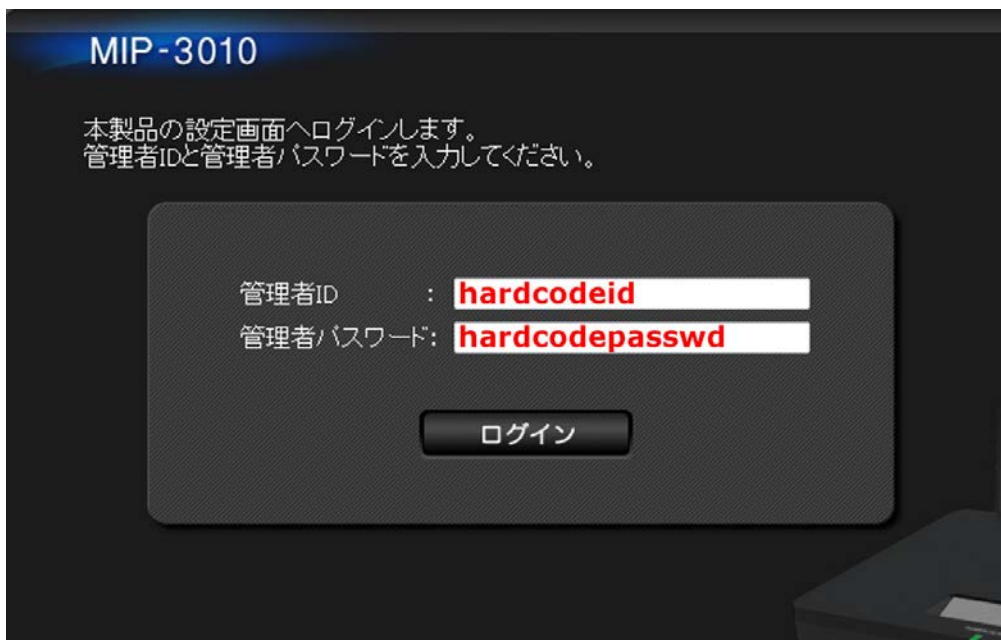 MIP-3010
本製品の設定画面へログインします。
管理者IDと管理者パスワードを入力してください。
管理者ID : hardcodeid
管理者パスワード: hardcodepasswd
ログイン